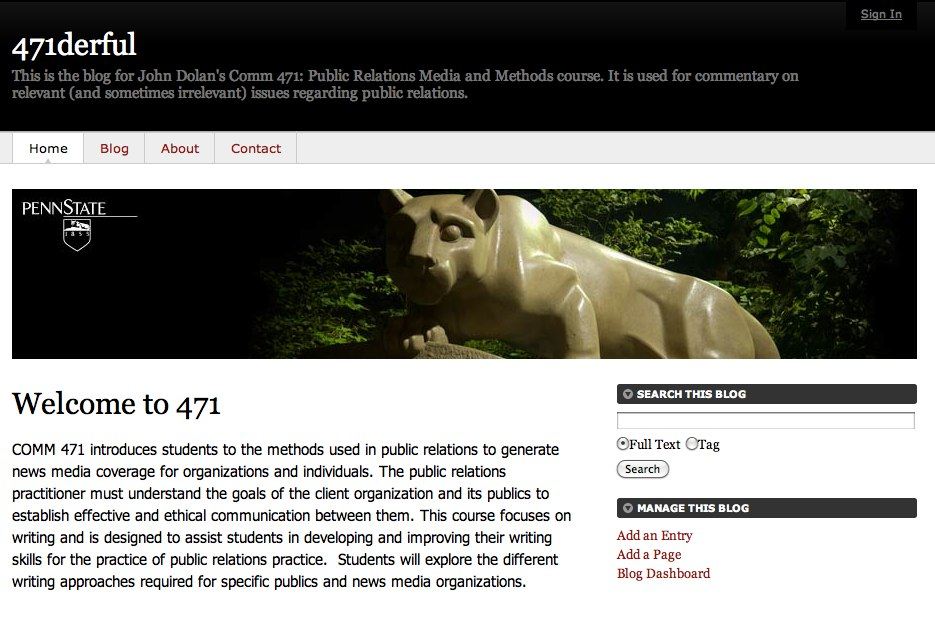 Sign In
471derful
This is the blog for John Dolan's Comm 471: Public Relations Media and Methods course. It is used for commentary on
relevant (and sometimes irrelevant) issues regarding public relations.
Home Blog About Contact
PENNSTATE
1855
Welcome to 471
COMM 471 introduces students to the methods used in public relations to generate
news media coverage for organizations and individuals. The public relations
practitioner must understand the goals of the client organization and its publics to
establish effective and ethical communication between them. This course focuses on
writing and is designed to assist students in developing and improving their writing
skills for the practice of public relations practice.  Students will explore the different
writing approaches required for specific publics and news media organizations.
SEARCH THIS BLOG
Full Text Tag
Search
MANAGE THIS BLOG
Add an Entry
Add a Page
Blog Dashboard